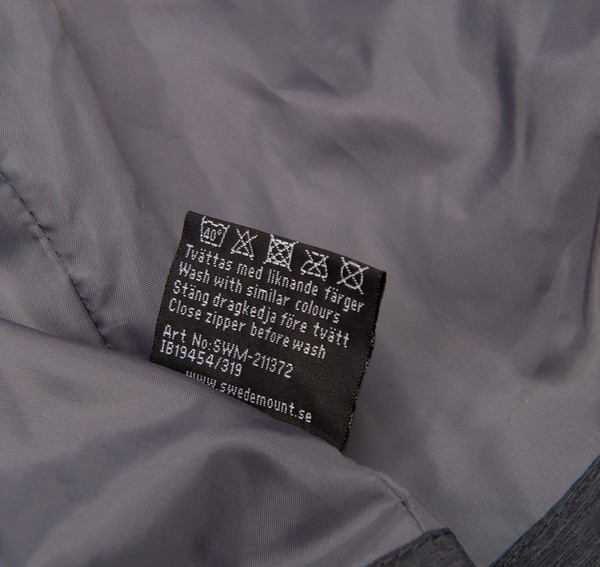 40°
Tvättas med liknande färger
Wash with similar colours
Stäng dragkedja före tvätt
Close zipper before wash
Art No:SWM-211372
IB19454/319
www.swedemount.se